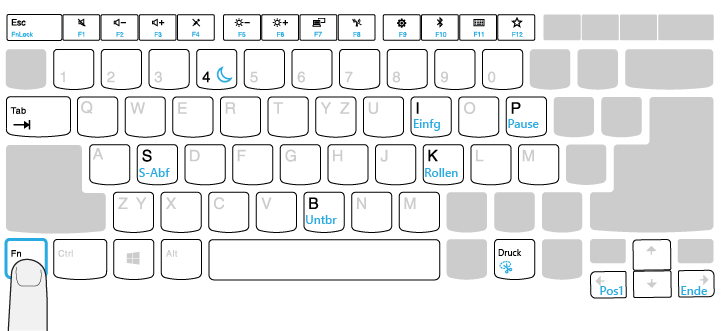 Esc
FnLock
F1
F2
F3
F4
F5
F6
F7
F8
F9
F10
F11
F12
1 2 3 4 5 6 7 8 9 0
Tab
Q W E R T Y Z U I O P
Einfg
Pause
A S D F G H J K L M
S-Abf
Rollen
Z Y X C V B N M
Untbr
Fn
Ctrl
Alt
Druck
Pos1
Ende